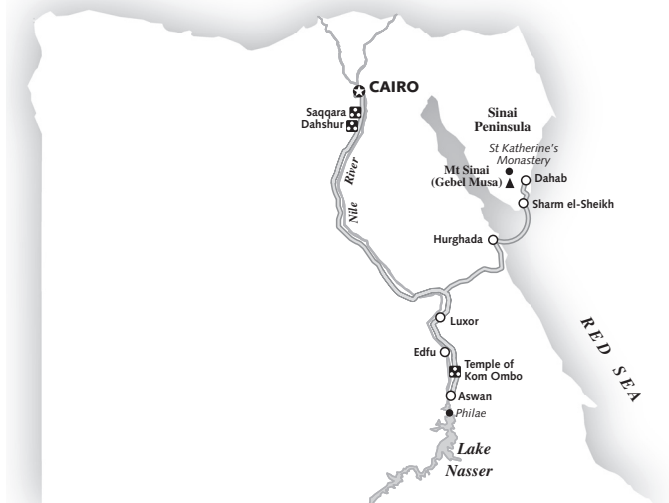 CAIRO
Saqqara
Dahshur
Sinai
Peninsula
St Katherine's
Monastery
Mt Sinai
(Gebel Musa)
Dahab
Sharm el-Sheikh
Nile River
Hurghada
Luxor
Edfu
Temple of
Kom Ombo
Aswan
Philae
Lake
Nasser
RED SEA